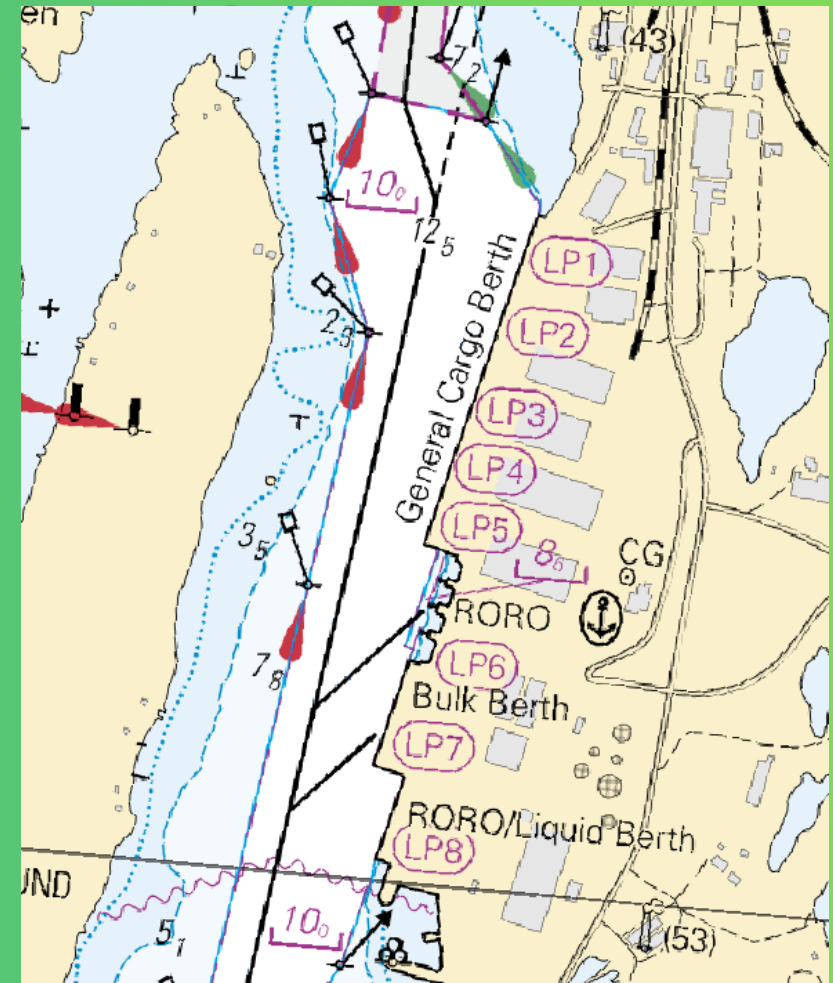 en
(43)
7₂
10₀
12₅
LP1
General Cargo Berth
LP2
2₃
LP3
LP4
3₅
LP5
8₆
CG
RORO
LP6
7₈
Bulk Berth
LP7
RORO/Liquid Berth
LP8
UND
10₀
5₁
(53)